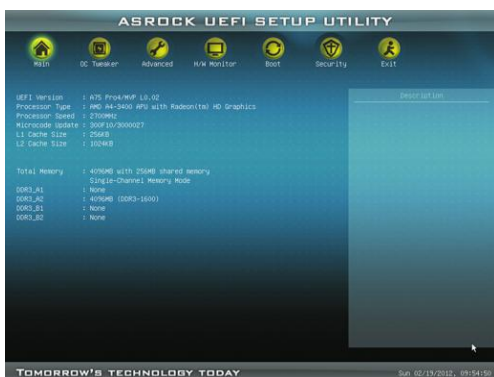 ASROCK UEFI SETUP UTILITY
Main
OC Tweaker
Advanced
H/W Monitor
Boot
Security
Exit
UEFI Version : A75 Pro4/MVP L0.02
Processor Type : AMD A4-3400 APU with Radeon(tm) HD Graphics
Processor Speed : 2700MHz
Microcode Update : 300F10/3000027
L1 Cache Size : 256KB
L2 Cache Size : 1024KB
Total Memory : 4096MB with 256MB shared memory
Single-Channel Memory Mode
DDR3_A1 : None
DDR3_A2 : 4096MB (DDR3-1600)
DDR3_B1 : None
DDR3_B2 : None
Description
TOMORROW'S TECHNOLOGY TODAY
Sun 02/19/2012, 09:54:50